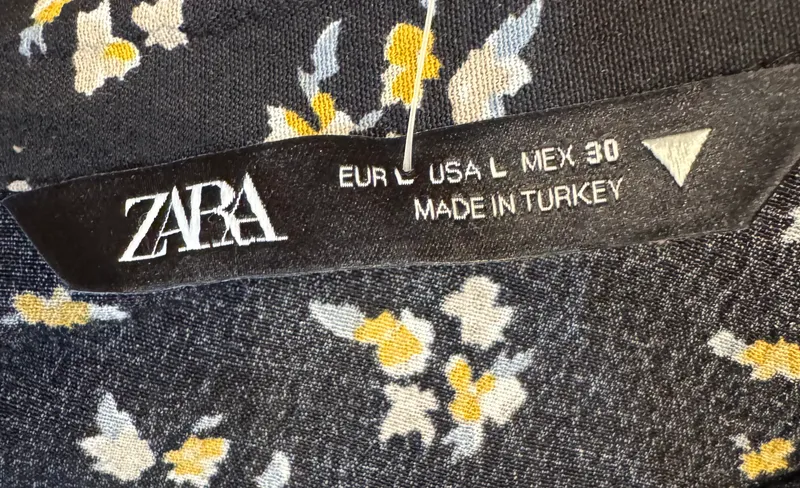 ZARA
EUR L USA L MEX 30
MADE IN TURKEY